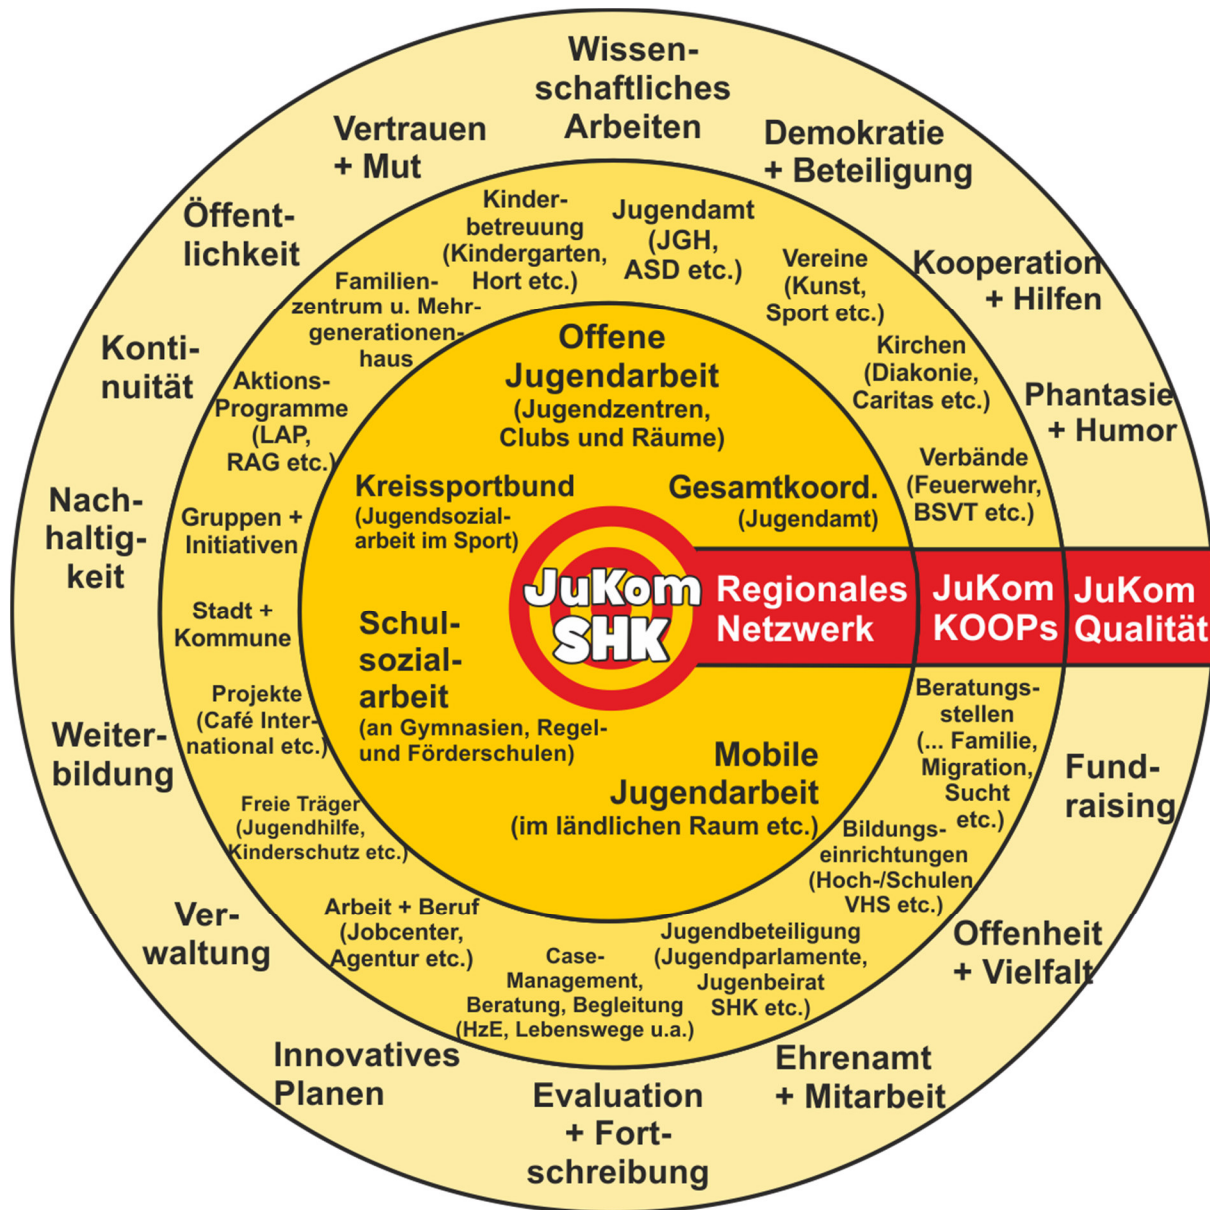 Wissen-
schaftliches
Arbeiten
Demokratie
+ Beteiligung
Kooperation
+ Hilfen
Phantasie
+ Humor
JuKom
Qualität
Fund-
raising
Offenheit
+ Vielfalt
Ehrenamt
+ Mitarbeit
Evaluation
+ Fort-
schreibung
Innovatives
Planen
Ver-
waltung
Weiter-
bildung
Nach-
haltig-
keit
Konti-
nuität
Öffent-
lichkeit
Vertrauen
+ Mut
Kinder-
betreuung
(Kindergarten,
Hort etc.)
Jugendamt
(JGH,
ASD etc.)
Vereine
(Kunst,
Sport etc.)
Kirchen
(Diakonie,
Caritas etc.)
Verbände
(Feuerwehr,
BSVT etc.)
JuKom
KOOPs
Beratungs-
stellen
(... Familie,
Migration,
Sucht
etc.)
Bildungs-
einrichtungen
(Hoch-/Schulen,
VHS etc.)
Jugendbeteiligung
(Jugendparlamente,
Jugenbeirat
SHK etc.)
Case-
Management,
Beratung, Begleitung
(HzE, Lebenswege u.a.)
Arbeit + Beruf
(Jobcenter,
Agentur etc.)
Freie Träger
(Jugendhilfe,
Kinderschutz etc.)
Projekte
(Café Inter-
national etc.)
Stadt +
Kommune
Gruppen +
Initiativen
Aktions-
Programme
(LAP,
RAG etc.)
Familien-
zentrum u. Mehr-
generationen-
haus
Offene
Jugendarbeit
(Jugendzentren,
Clubs und Räume)
Kreissportbund
(Jugendsozial-
arbeit im Sport)
Gesamtkoord.
(Jugendamt)
JuKom
SHK
Regionales
Netzwerk
Schul-
sozial-
arbeit
(an Gymnasien, Regel-
und Förderschulen)
Mobile
Jugendarbeit
(im ländlichen Raum etc.)